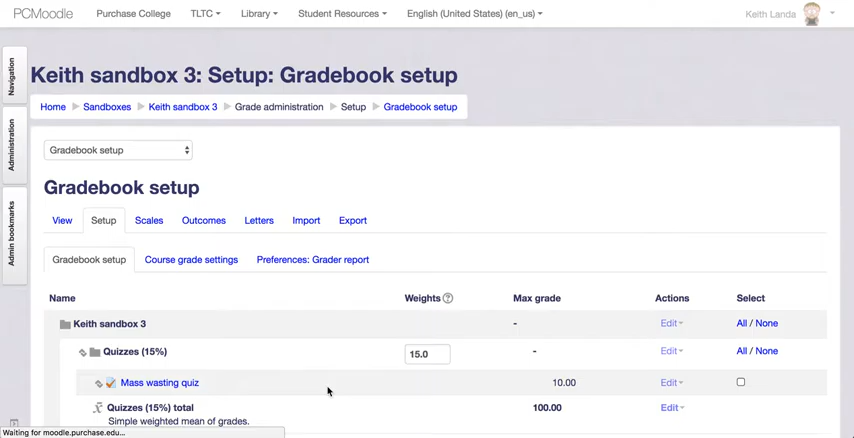 PCMoodle Purchase College TLTC Library Student Resources English (United States) (en_us) Keith Landa
Keith sandbox 3: Setup: Gradebook setup
Home Sandboxes Keith sandbox 3 Grade administration Setup Gradebook setup
Navigation
Administration
Admin bookmarks
Gradebook setup
Gradebook setup
View Setup Scales Outcomes Letters Import Export
Gradebook setup Course grade settings Preferences: Grader report
Name Weights ? Max grade Actions Select
Keith sandbox 3 - Edit All / None
Quizzes (15%) 15.0 - Edit All / None
Mass wasting quiz 10.00 Edit
Quizzes (15%) total 100.00 Edit
Simple weighted mean of grades.
Waiting for moodle.purchase.edu...